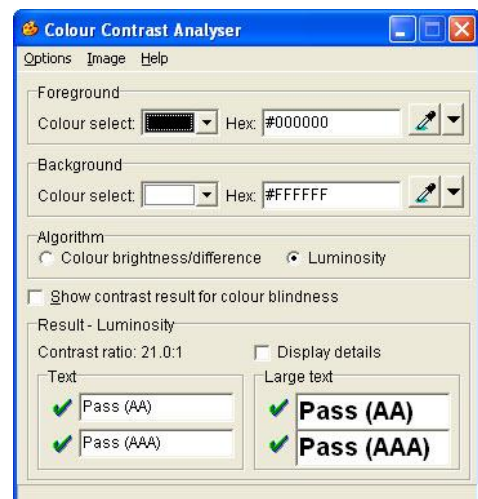 Colour Contrast Analyser
Options Image Help
Foreground
Colour select: Hex: #000000
Background
Colour select: Hex: #FFFFFF
Algorithm
Colour brightness/difference Luminosity
Show contrast result for colour blindness
Result - Luminosity
Contrast ratio: 21.0:1 Display details
Text Large text
Pass (AA) Pass (AA)
Pass (AAA) Pass (AAA)